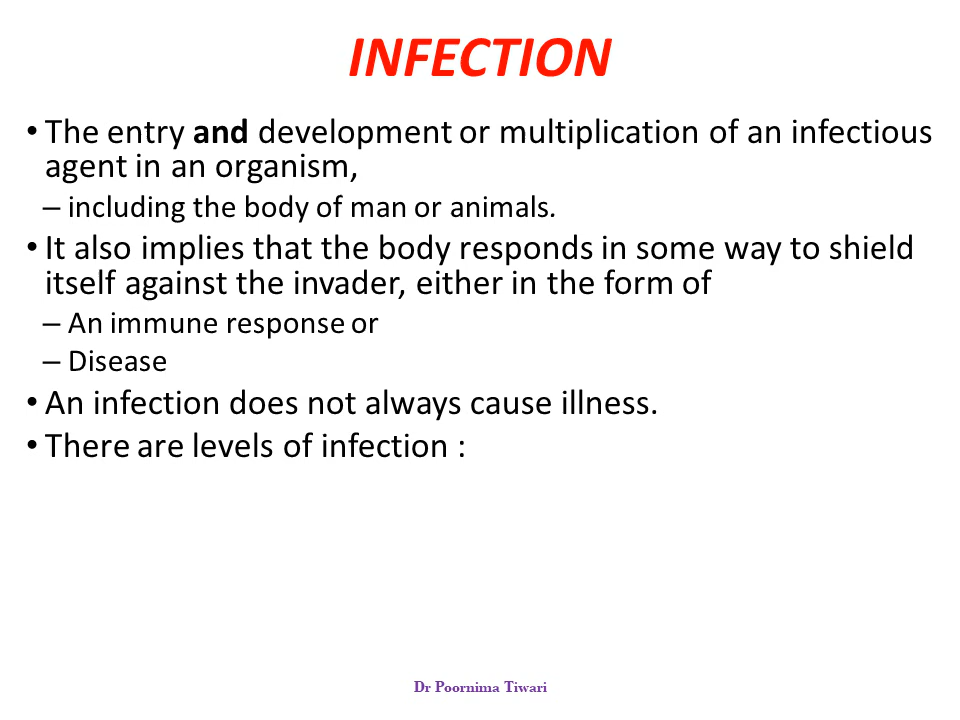 INFECTION
• The entry and development or multiplication of an infectious
agent in an organism,
– including the body of man or animals.
• It also implies that the body responds in some way to shield
itself against the invader, either in the form of
– An immune response or
– Disease
• An infection does not always cause illness.
• There are levels of infection :
Dr Poornima Tiwari